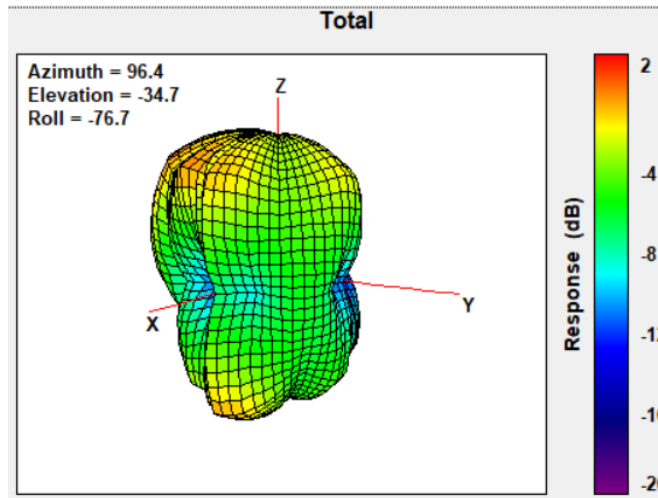 Total
Azimuth = 96.4
Elevation = -34.7
Roll = -76.7
Z
X
Y
Response (dB)
2
-4
-8